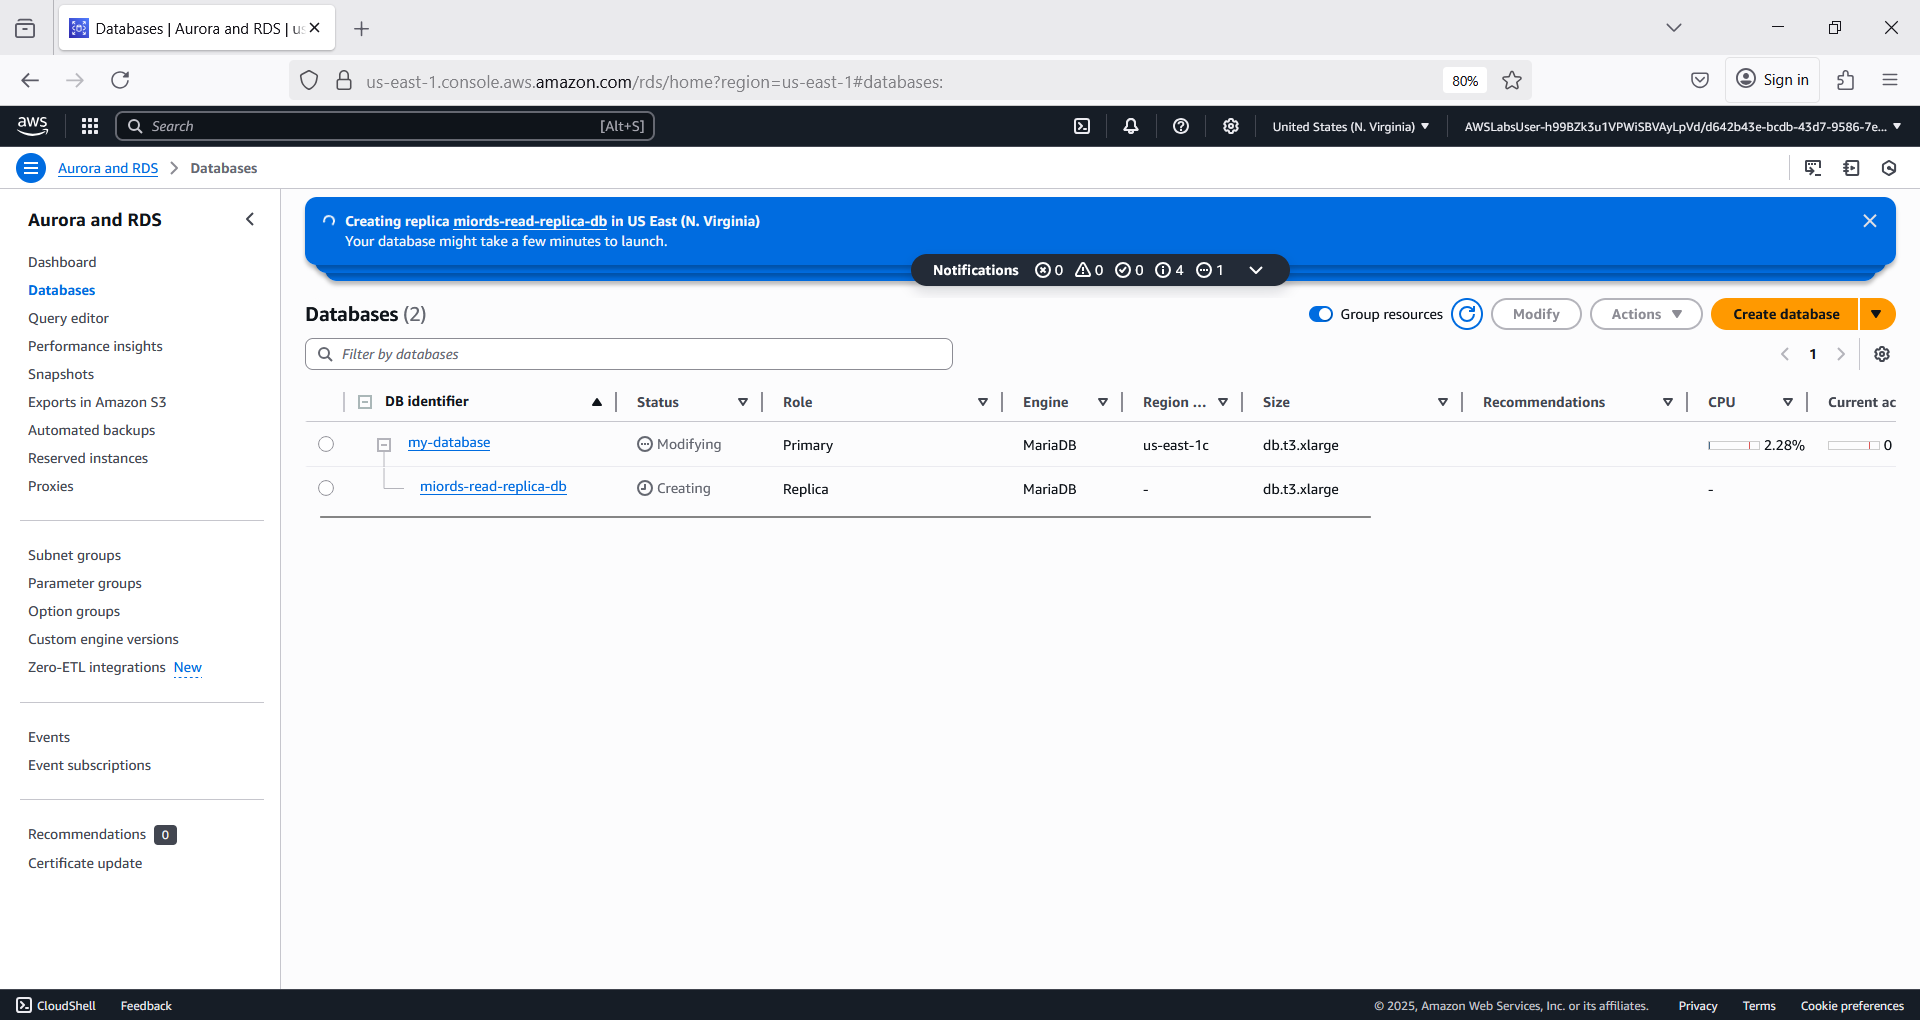 Databases | Aurora and RDS | us
us-east-1.console.aws.amazon.com/rds/home?region=us-east-1#databases:
80%
Sign in
aws
Search
[Alt+S]
United States (N. Virginia)
AWSLabsUser-h99BZk3u1VPWiSBVAyLpVd/d642b43e-bcdb-43d7-9586-7e...
Aurora and RDS
Databases
Aurora and RDS
Dashboard
Databases
Query editor
Performance insights
Snapshots
Exports in Amazon S3
Automated backups
Reserved instances
Proxies
Subnet groups
Parameter groups
Option groups
Custom engine versions
Zero-ETL integrations New
Events
Event subscriptions
Recommendations 0
Certificate update
Creating replica miords-read-replica-db in US East (N. Virginia)
Your database might take a few minutes to launch.
Notifications 0 0 0 4 1
Databases (2)
Group resources
Modify
Actions
Create database
Filter by databases
1
DB identifier Status Role Engine Region ... Size Recommendations CPU Current ac
my-database Modifying Primary MariaDB us-east-1c db.t3.xlarge 2.28% 0
miords-read-replica-db Creating Replica MariaDB - db.t3.xlarge -
CloudShell Feedback
© 2025, Amazon Web Services, Inc. or its affiliates. Privacy Terms Cookie preferences